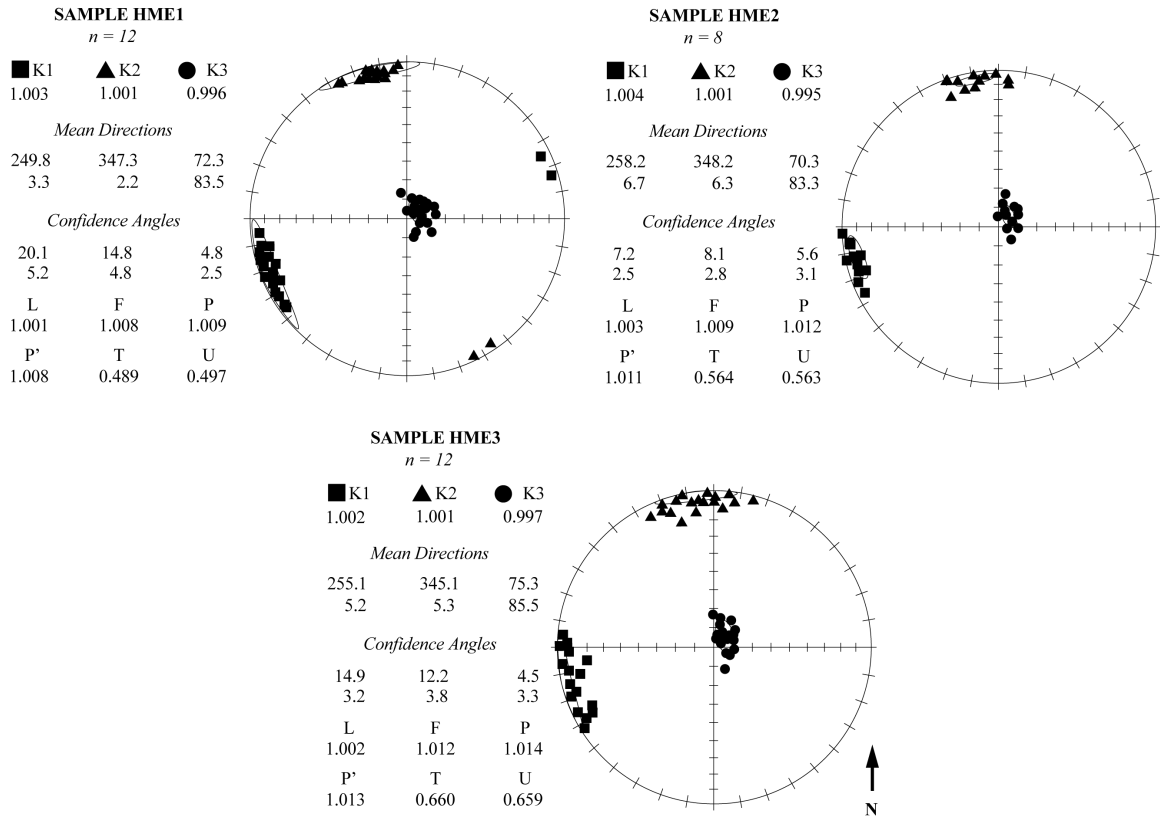 SAMPLE HME1
n = 12
K1 K2 K3
1.003 1.001 0.996
Mean Directions
249.8 347.3 72.3
3.3 2.2 83.5
Confidence Angles
20.1 14.8 4.8
5.2 4.8 2.5
L F P
1.001 1.008 1.009
P' T U
1.008 0.489 0.497
SAMPLE HME2
n = 8
K1 K2 K3
1.004 1.001 0.995
Mean Directions
258.2 348.2 70.3
6.7 6.3 83.3
Confidence Angles
7.2 8.1 5.6
2.5 2.8 3.1
L F P
1.003 1.009 1.012
P' T U
1.011 0.564 0.563
SAMPLE HME3
n = 12
K1 K2 K3
1.002 1.001 0.997
Mean Directions
255.1 345.1 75.3
5.2 5.3 85.5
Confidence Angles
14.9 12.2 4.5
3.2 3.8 3.3
L F P
1.002 1.012 1.014
P' T U
1.013 0.660 0.659
N